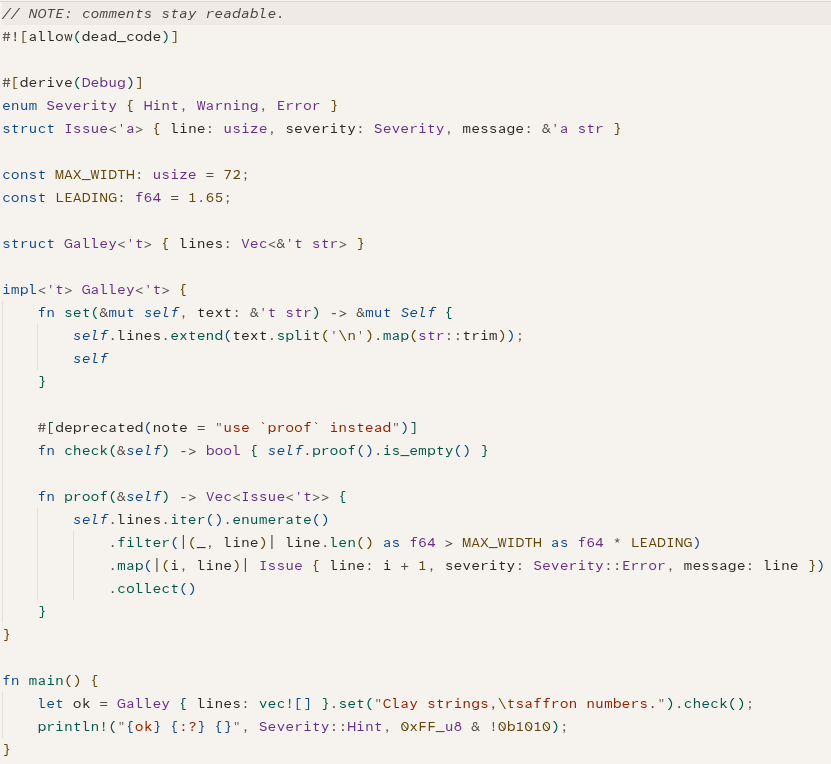 // NOTE: comments stay readable.
#![allow(dead_code)]

#[derive(Debug)]
enum Severity { Hint, Warning, Error }
struct Issue<'a> { line: usize, severity: Severity, message: &'a str }

const MAX_WIDTH: usize = 72;
const LEADING: f64 = 1.65;

struct Galley<'t> { lines: Vec<&'t str> }

impl<'t> Galley<'t> {
    fn set(&mut self, text: &'t str) -> &mut Self {
        self.lines.extend(text.split('\n').map(str::trim));
        self
    }

    #[deprecated(note = "use `proof` instead")]
    fn check(&self) -> bool { self.proof().is_empty() }

    fn proof(&self) -> Vec<Issue<'t>> {
        self.lines.iter().enumerate()
            .filter(|(_, line)| line.len() as f64 > MAX_WIDTH as f64 * LEADING)
            .map(|(i, line)| Issue { line: i + 1, severity: Severity::Error, message: line })
            .collect()
    }
}

fn main() {
    let ok = Galley { lines: vec![] }.set("Clay strings,\tsaffron numbers.").check();
    println!("{ok} {:?} {}", Severity::Hint, 0xFF_u8 & !0b1010);
}